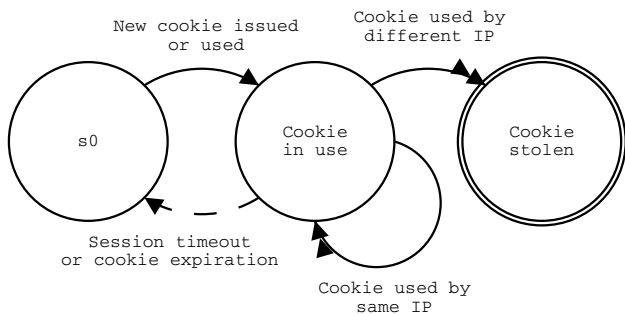 New cookie issued
or used
Cookie used by
different IP
s0
Cookie
in use
Cookie
stolen
Session timeout
or cookie expiration
Cookie used by
same IP